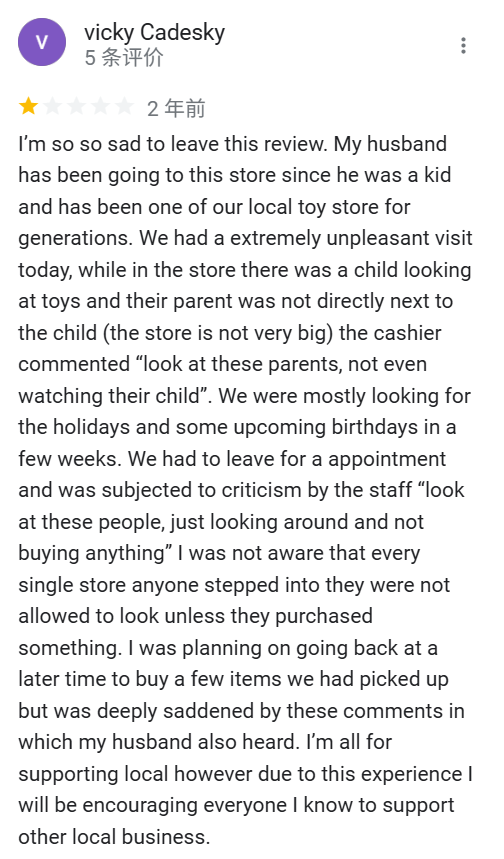 V
vicky Cadesky
5 条评价
2 年前
I’m so so sad to leave this review. My husband
has been going to this store since he was a kid
and has been one of our local toy store for
generations. We had a extremely unpleasant visit
today, while in the store there was a child looking
at toys and their parent was not directly next to
the child (the store is not very big) the cashier
commented “look at these parents, not even
watching their child”. We were mostly looking for
the holidays and some upcoming birthdays in a
few weeks. We had to leave for a appointment
and was subjected to criticism by the staff “look
at these people, just looking around and not
buying anything” I was not aware that every
single store anyone stepped into they were not
allowed to look unless they purchased
something. I was planning on going back at a
later time to buy a few items we had picked up
but was deeply saddened by these comments in
which my husband also heard. I’m all for
supporting local however due to this experience I
will be encouraging everyone I know to support
other local business.